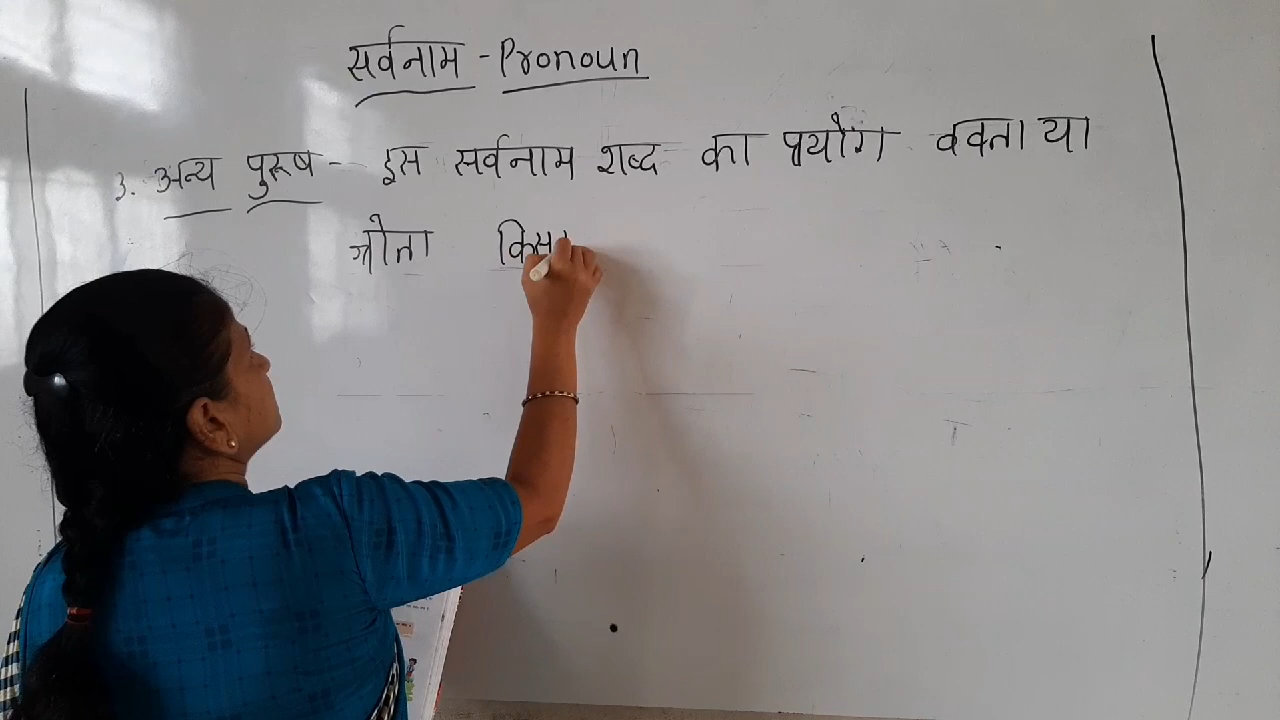 सर्वनाम - Pronoun
3. अन्य पुरूष - इस सर्वनाम शब्द का प्रयोग वक्ता या
श्रोता